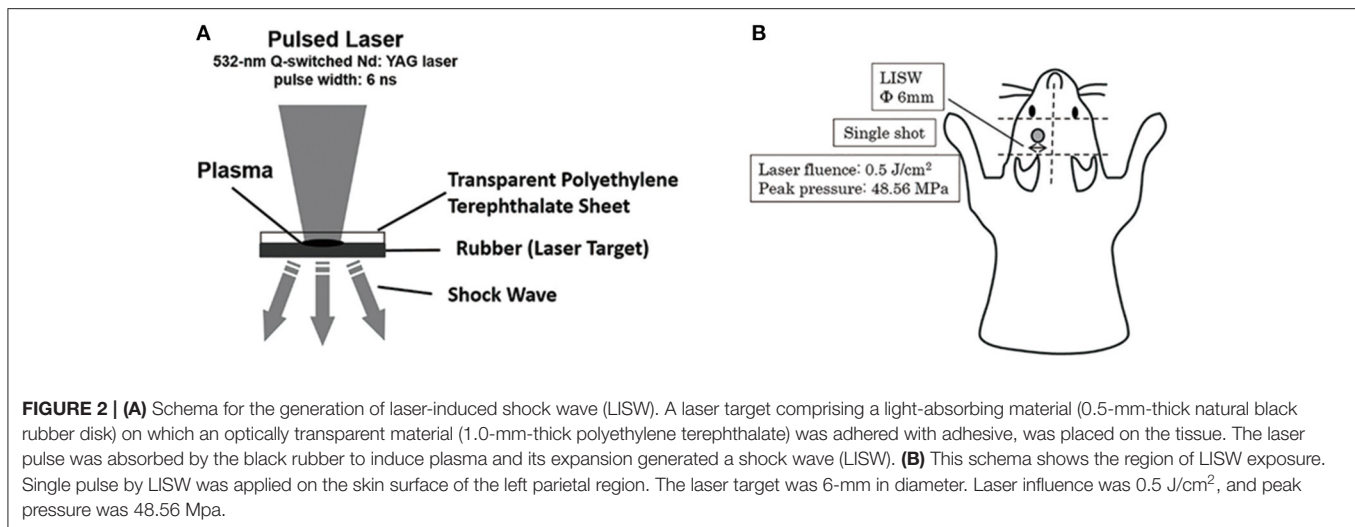 A
Pulsed Laser
532-nm Q-switched Nd: YAG laser
pulse width: 6 ns
Plasma
Transparent Polyethylene
Terephthalate Sheet
Rubber (Laser Target)
Shock Wave
B
LISW
Φ 6mm
Single shot
Laser fluence: 0.5 J/cm²
Peak pressure: 48.56 MPa
FIGURE 2 | (A) Schema for the generation of laser-induced shock wave (LISW). A laser target comprising a light-absorbing material (0.5-mm-thick natural black
rubber disk) on which an optically transparent material (1.0-mm-thick polyethylene terephthalate) was adhered with adhesive, was placed on the tissue. The laser
pulse was absorbed by the black rubber to induce plasma and its expansion generated a shock wave (LISW). (B) This schema shows the region of LISW exposure.
Single pulse by LISW was applied on the skin surface of the left parietal region. The laser target was 6-mm in diameter. Laser influence was 0.5 J/cm², and peak
pressure was 48.56 Mpa.